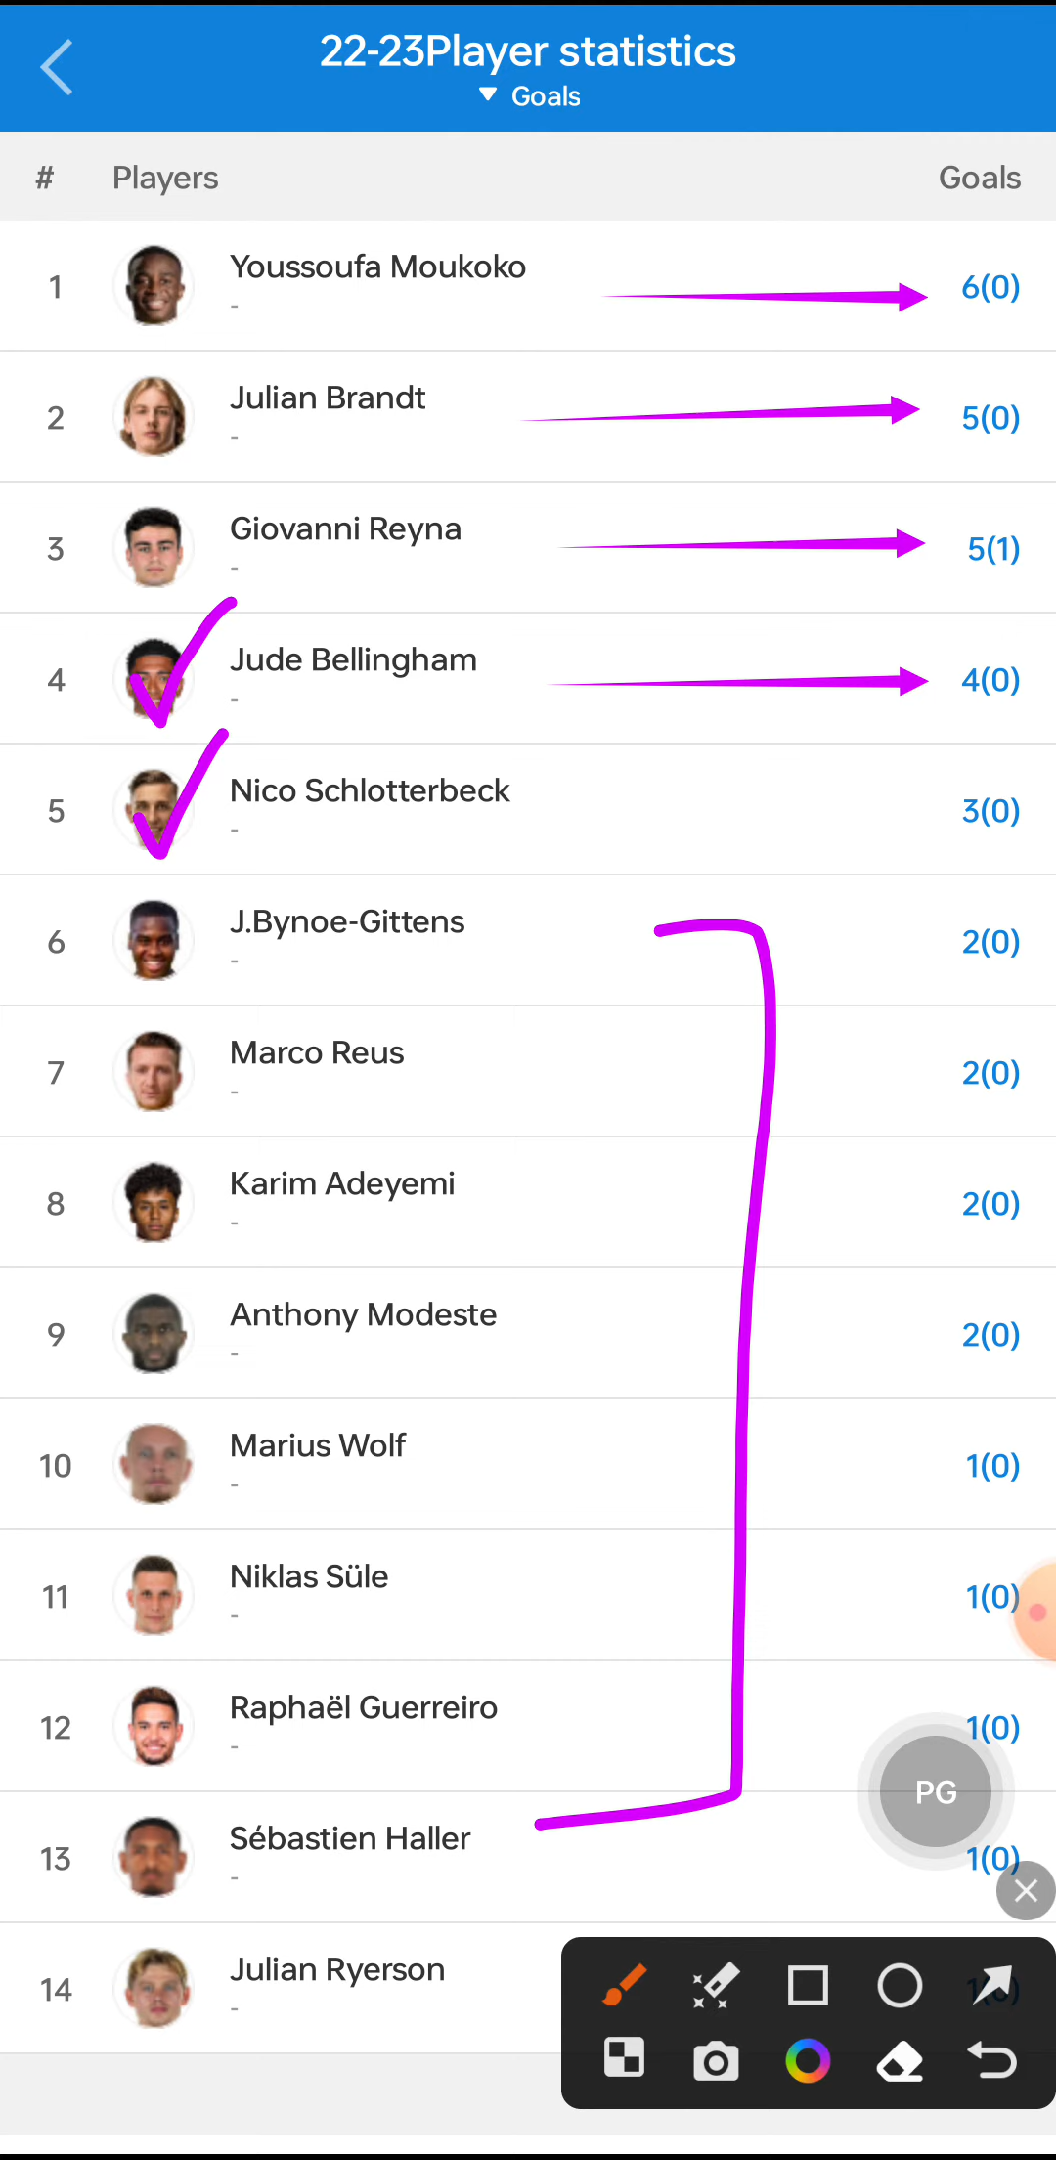 22-23Player statistics
Goals
# Players Goals
1 Youssoufa Moukoko 6(0)
-
2 Julian Brandt 5(0)
-
3 Giovanni Reyna 5(1)
-
4 Jude Bellingham 4(0)
-
5 Nico Schlotterbeck 3(0)
-
6 J.Bynoe-Gittens 2(0)
-
7 Marco Reus 2(0)
-
8 Karim Adeyemi 2(0)
-
9 Anthony Modeste 2(0)
-
10 Marius Wolf 1(0)
-
11 Niklas Süle 1(0)
-
12 Raphaël Guerreiro 1(0)
-
PG
13 Sébastien Haller 1(0)
-
14 Julian Ryerson
-